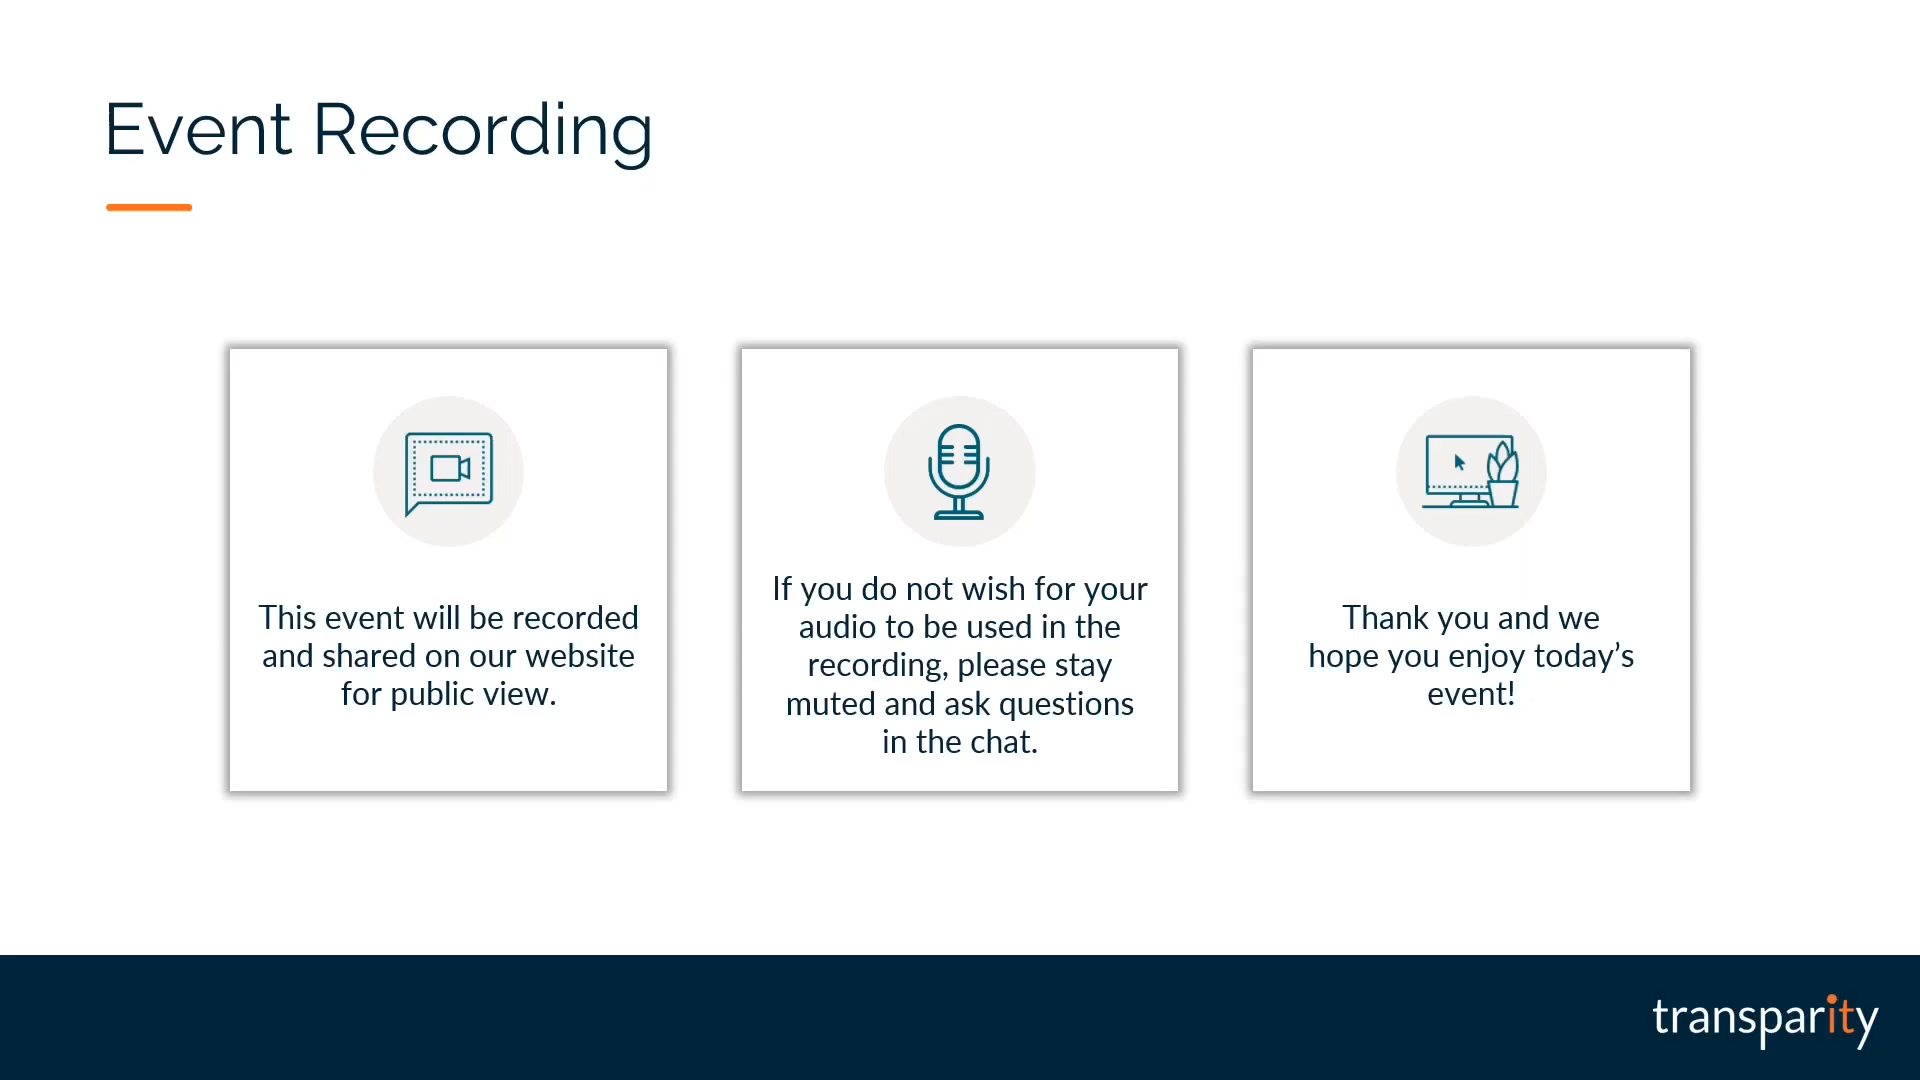 Event Recording
This event will be recorded
and shared on our website
for public view.
If you do not wish for your
audio to be used in the
recording, please stay
muted and ask questions
in the chat.
Thank you and we
hope you enjoy today’s
event!
transparity